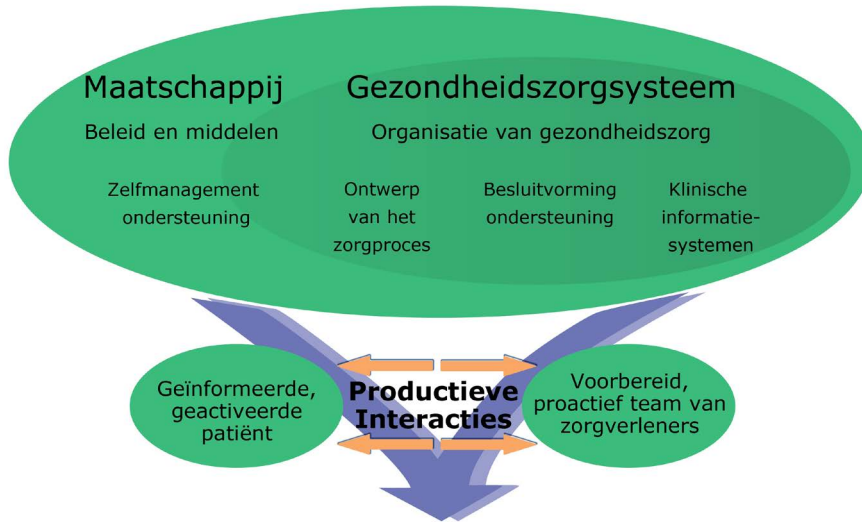 Maatschappij
Beleid en middelen
Gezondheidszorgsysteem
Organisatie van gezondheidszorg
Zelfmanagement
ondersteuning
Ontwerp
van het
zorgproces
Besluitvorming
ondersteuning
Klinische
informatie-
systemen
Geïnformeerde,
geactiveerde
patiënt
Productieve
Interacties
Voorbereid,
proactief team van
zorgverleners